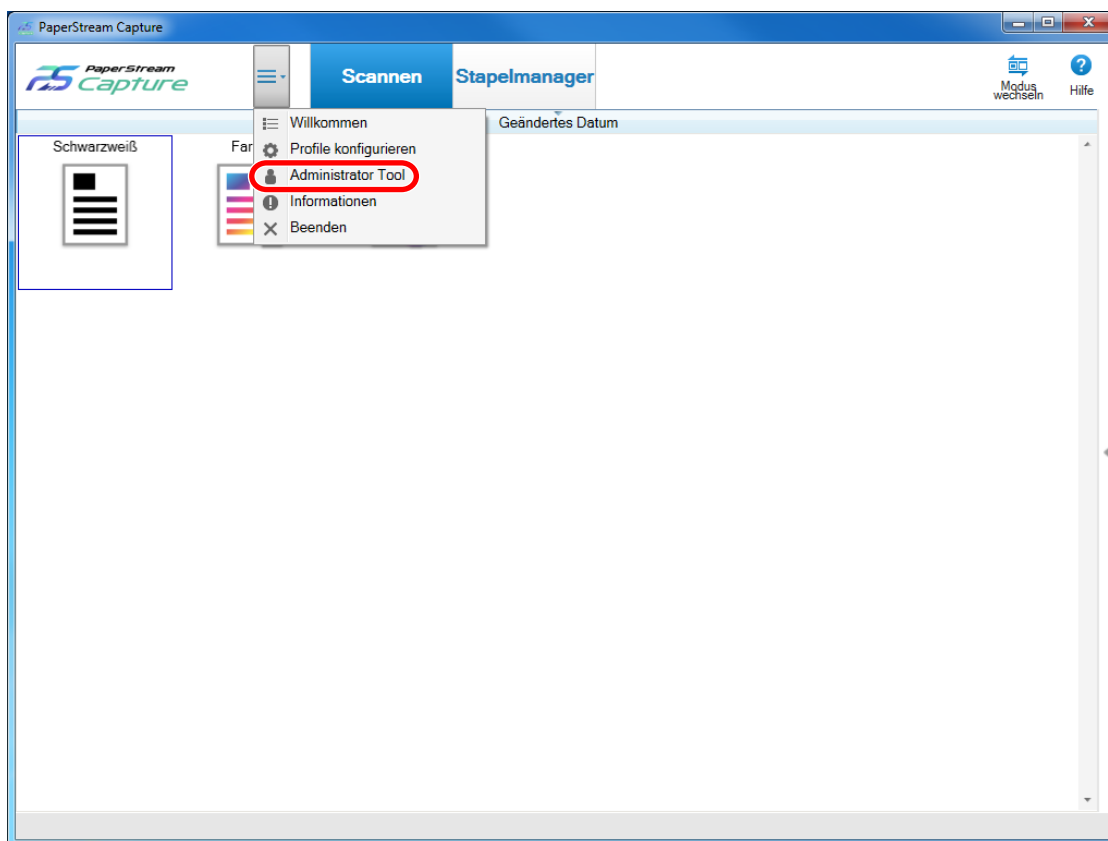 PaperStream Capture
PaperStream
Capture
Scannen
Stapelmanager
Modus
wechseln
Hilfe
Geändertes Datum
Schwarzweiß
Far
Willkommen
Profile konfigurieren
Administrator Tool
Informationen
Beenden